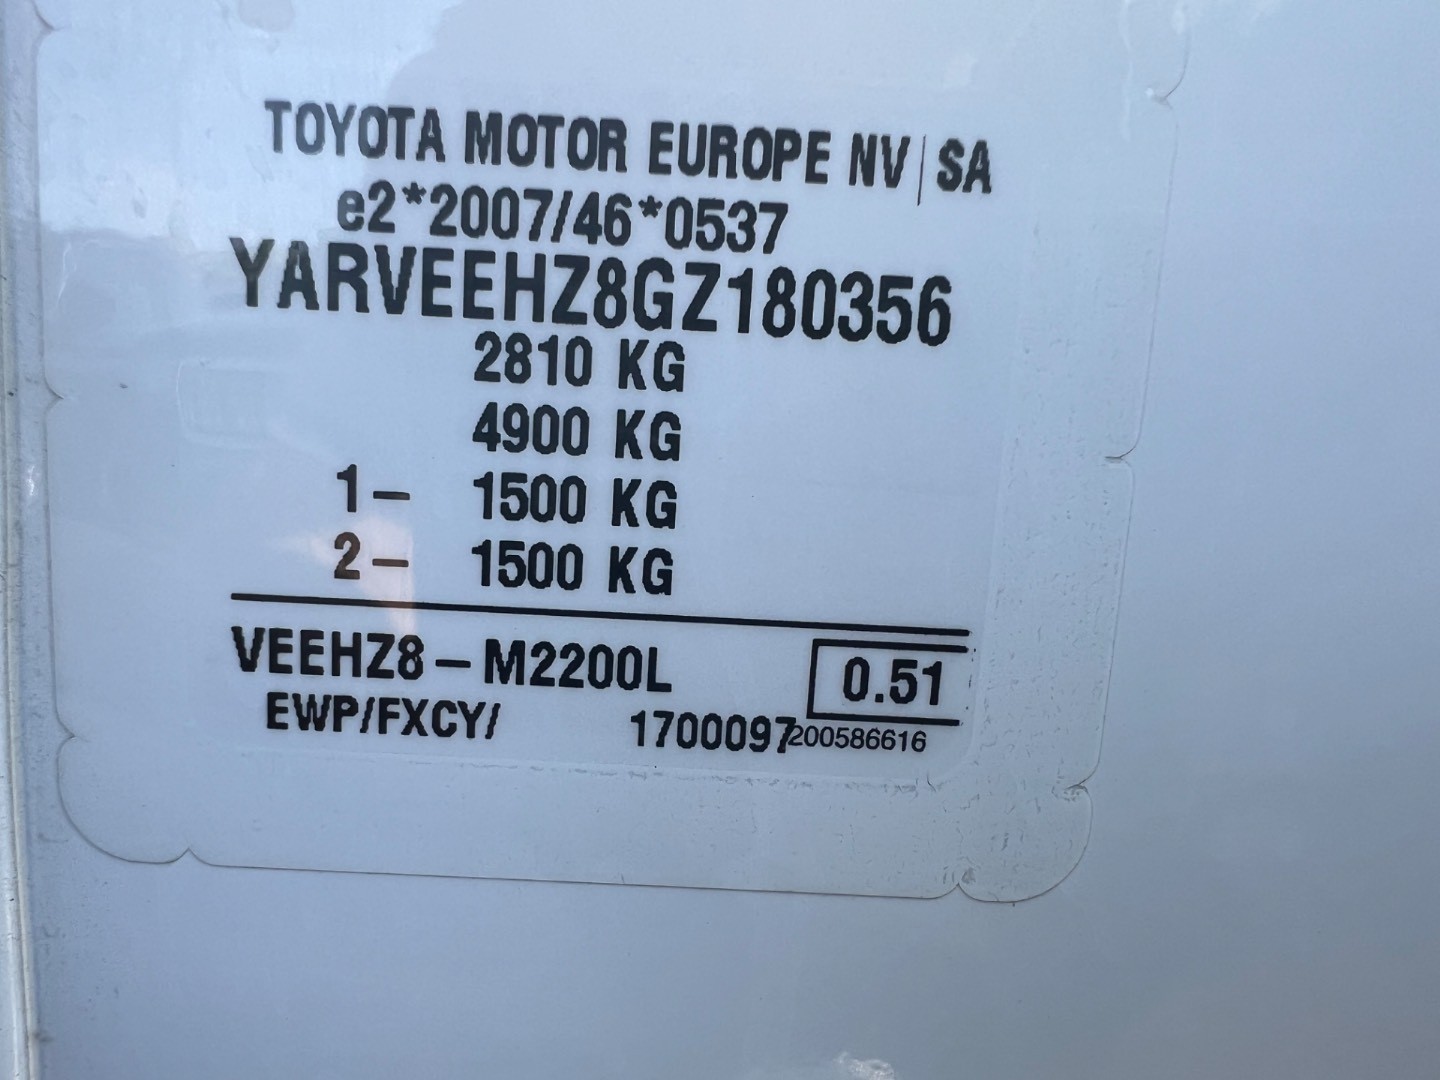 TOYOTA MOTOR EUROPE NV|SA
e2*2007/46*0537
YARVEEHZ8GZ180356
2810 KG
4900 KG
1- 1500 KG
2- 1500 KG
VEEHZ8-M2200L 0.51
EWP/FXCY/ 1700097 200586616